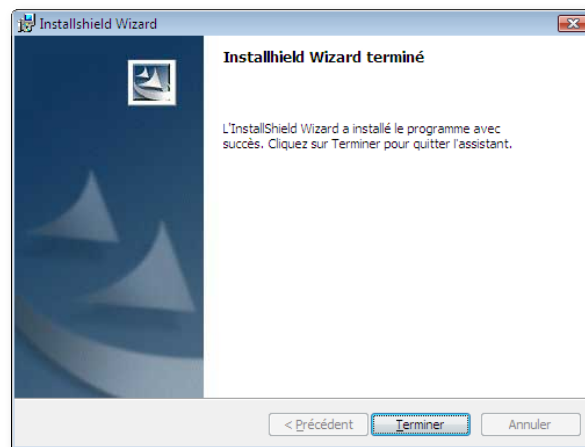 Installshield Wizard
Installhield Wizard terminé
L'InstallShield Wizard a installé le programme avec
succès. Cliquez sur Terminer pour quitter l'assistant.
< Précédent
Terminer
Annuler